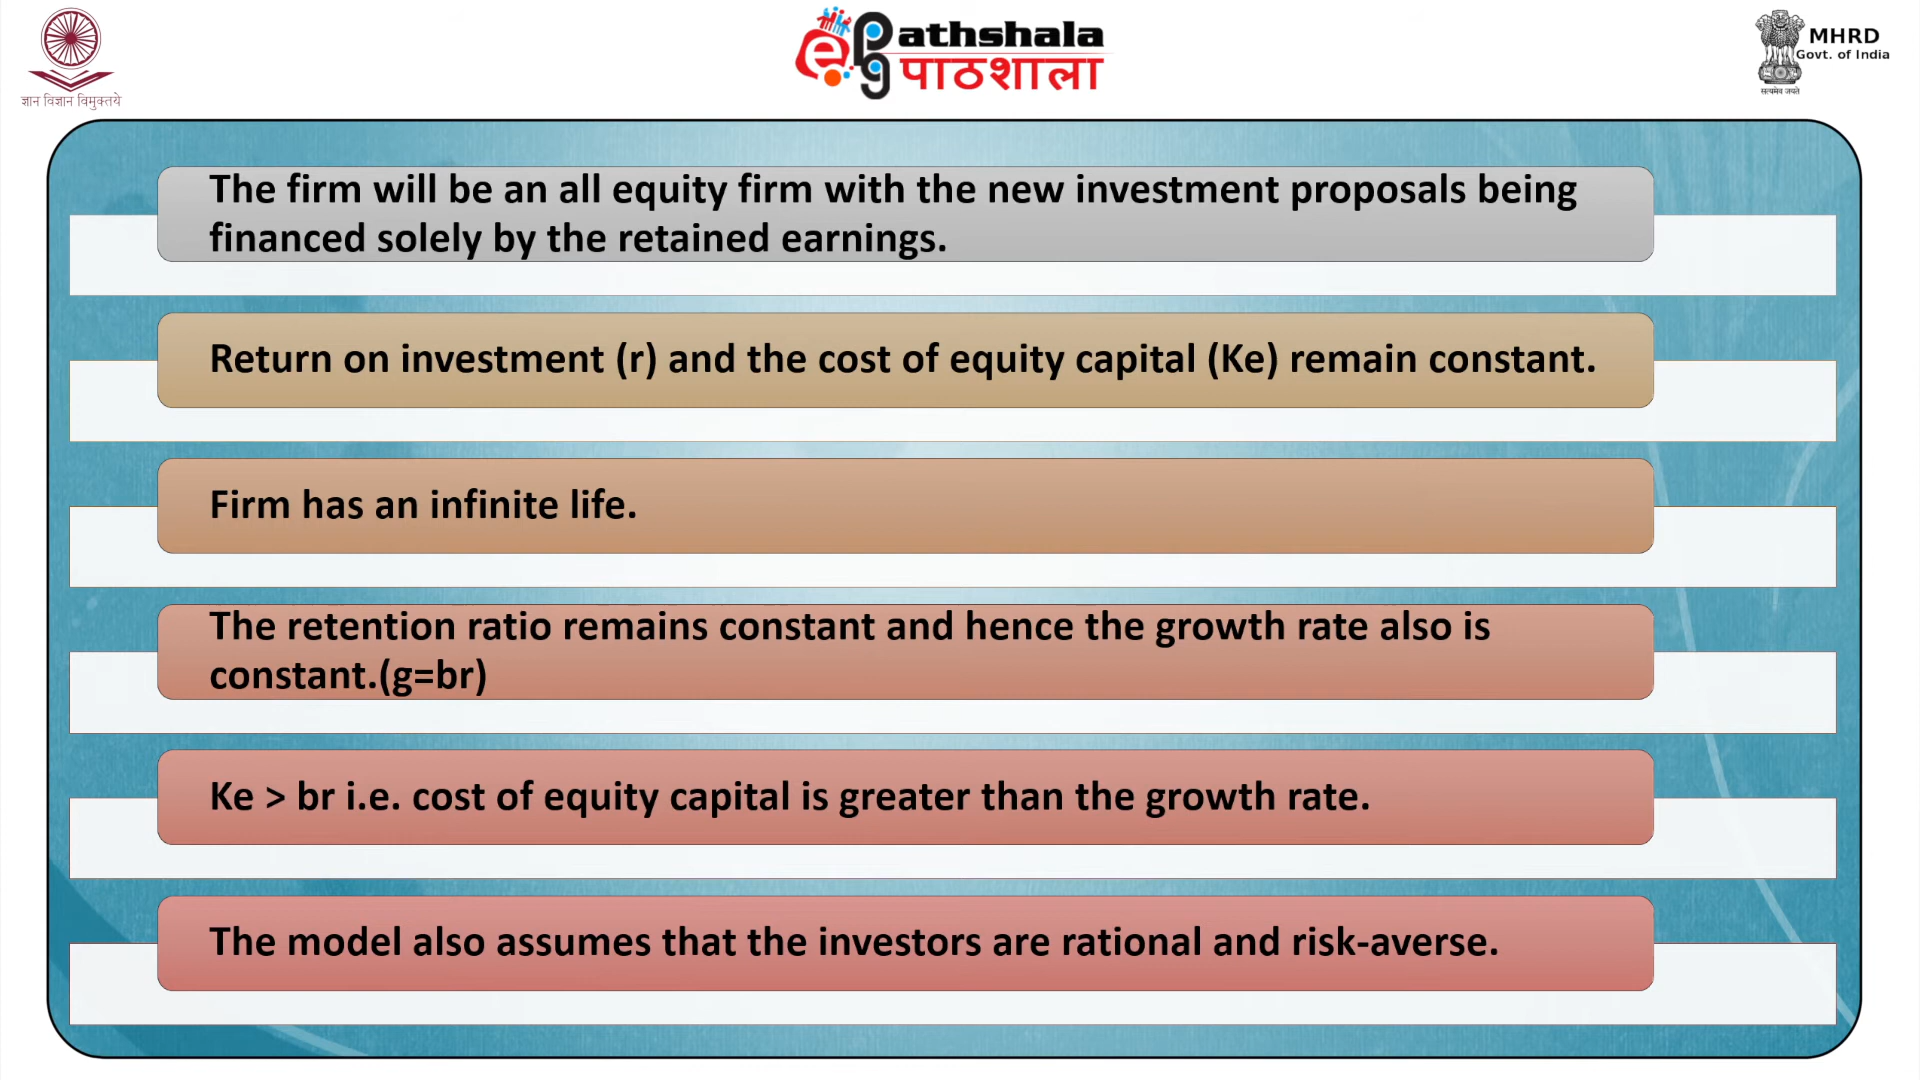 ज्ञान विज्ञान विमुक्तये
ePathshala
पाठशाला
MHRD
Govt. of India
सत्यमेव जयते
The firm will be an all equity firm with the new investment proposals being
financed solely by the retained earnings.
Return on investment (r) and the cost of equity capital (Ke) remain constant.
Firm has an infinite life.
The retention ratio remains constant and hence the growth rate also is
constant.(g=br)
Ke > br i.e. cost of equity capital is greater than the growth rate.
The model also assumes that the investors are rational and risk-averse.